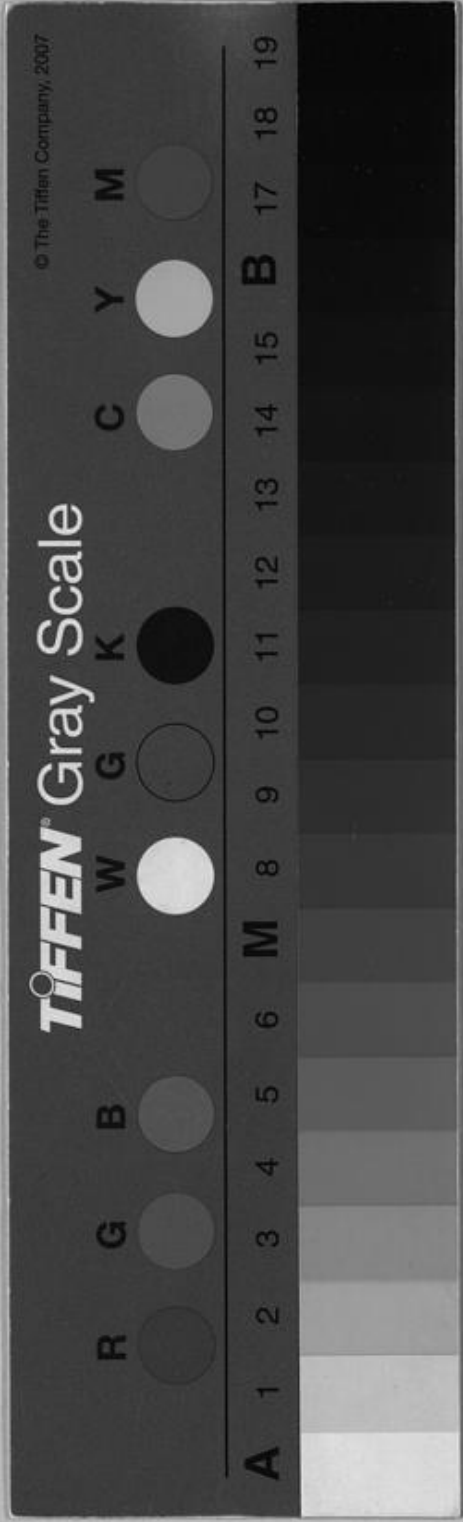 TIFFEN® Gray Scale
© The Tiffen Company, 2007
R G B W G K C Y M
A 1 2 3 4 5 6 M 8 9 10 11 12 13 14 15 B 17 18 19